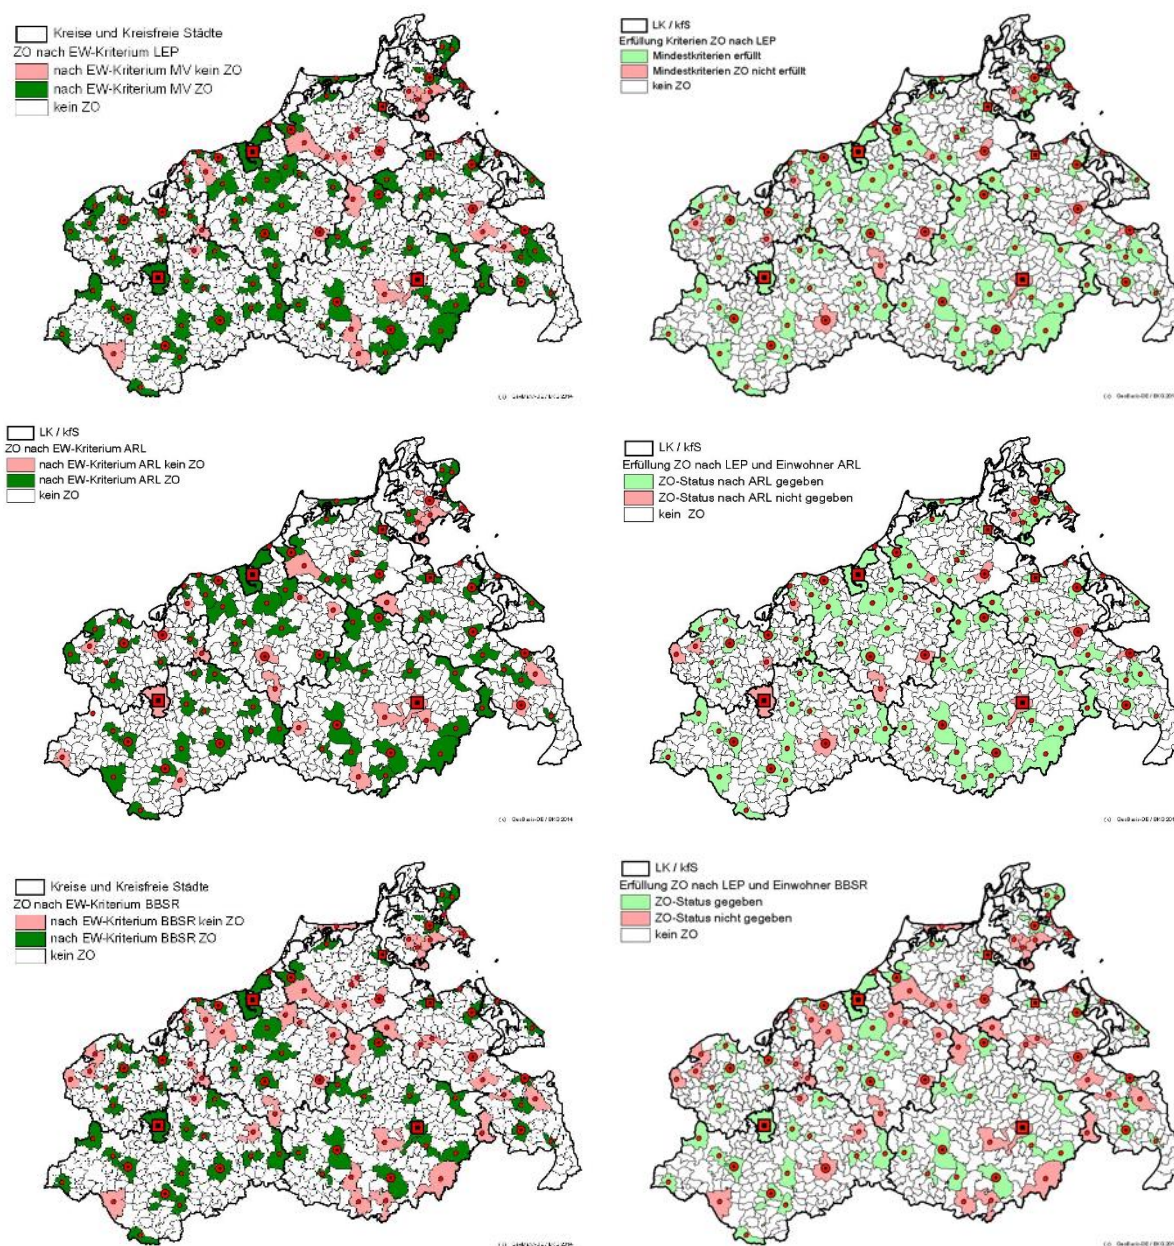 Kreise und Kreisfreie Städte
ZO nach EW-Kriterium LEP
nach EW-Kriterium MV kein ZO
nach EW-Kriterium MV ZO
kein ZO
LK / kfS
Erfüllung Kriterien ZO nach LEP
Mindestkriterien erfüllt
Mindestkriterien ZO nicht erfüllt
kein ZO
LK / kfS
ZO nach EW-Kriterium ARL
nach EW-Kriterium ARL kein ZO
nach EW-Kriterium ARL ZO
kein ZO
(c) GeoBasis-DE / BKG 2014
LK / kfS
Erfüllung ZO nach LEP und Einwohner ARL
ZO-Status nach ARL gegeben
ZO-Status nach ARL nicht gegeben
kein ZO
Kreise und Kreisfreie Städte
ZO nach EW-Kriterium BBSR
nach EW-Kriterium BBSR kein ZO
nach EW-Kriterium BBSR ZO
kein ZO
LK / kfS
Erfüllung ZO nach LEP und Einwohner BBSR
ZO-Status gegeben
ZO-Status nicht gegeben
kein ZO